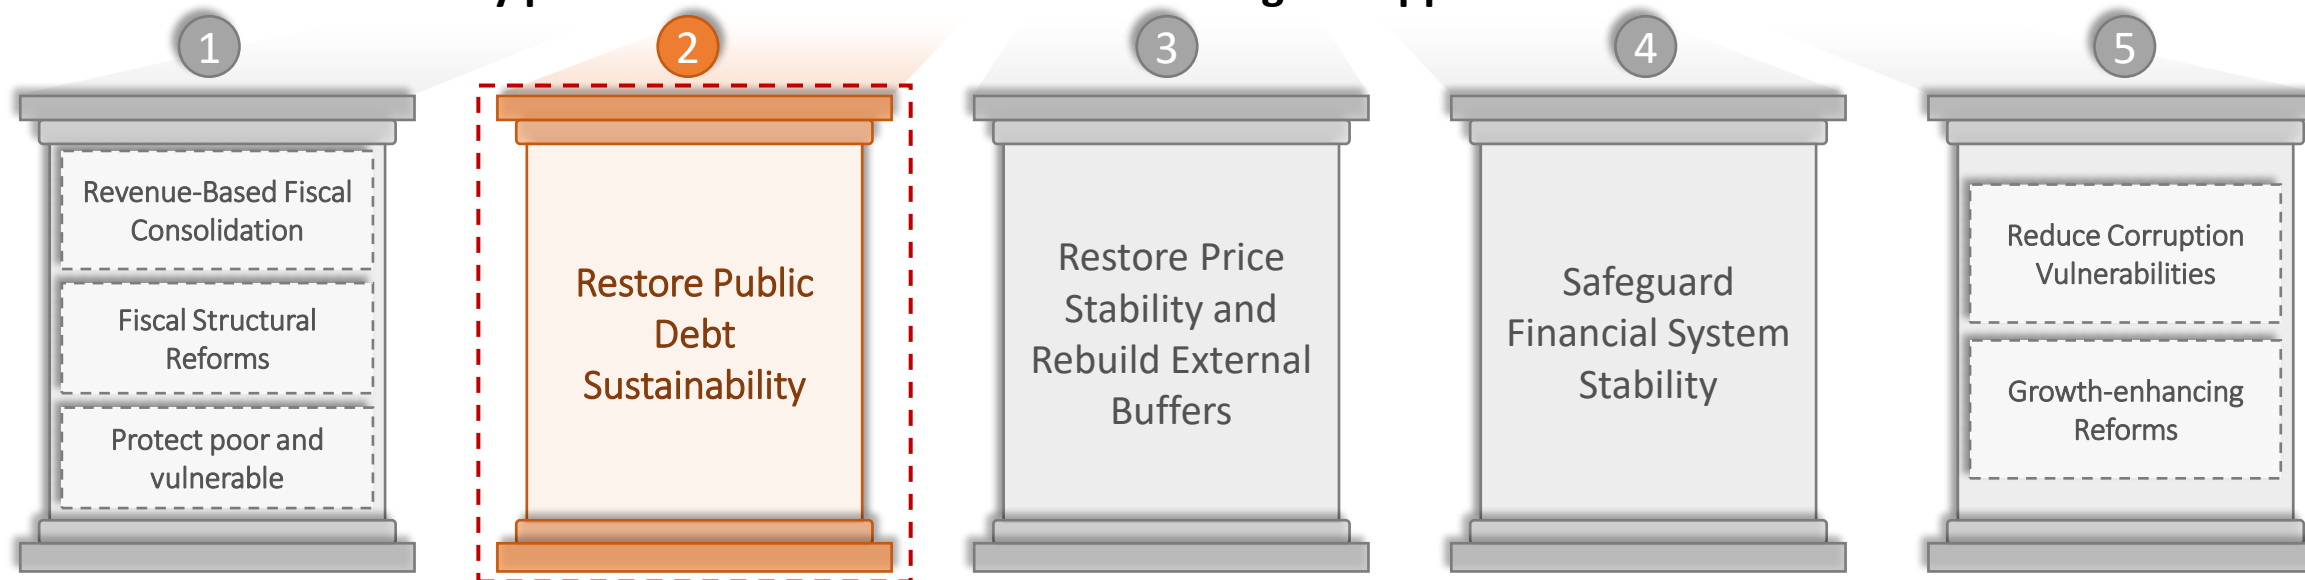 1
2
3
4
5
Revenue-Based Fiscal
Consolidation
Fiscal Structural
Reforms
Protect poor and
vulnerable
Restore Public
Debt
Sustainability
Restore Price
Stability and
Rebuild External
Buffers
Safeguard
Financial System
Stability
Reduce Corruption
Vulnerabilities
Growth-enhancing
Reforms